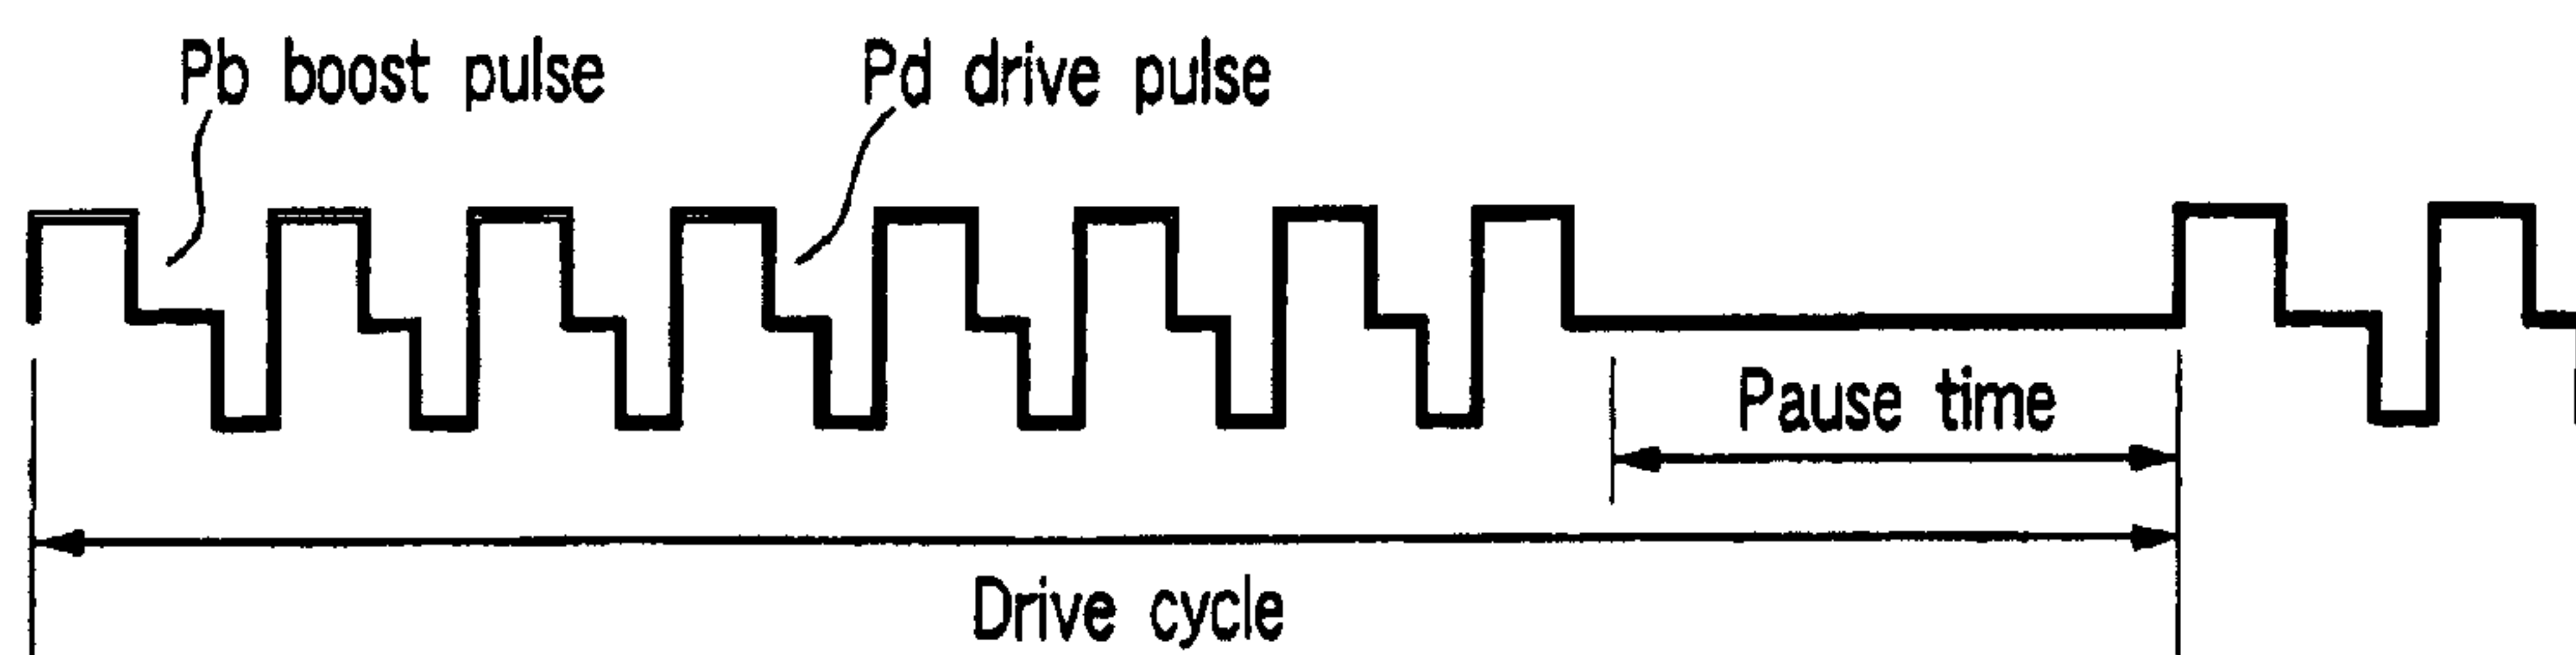 Pb boost pulse
Pd drive pulse
Pause time
Drive cycle